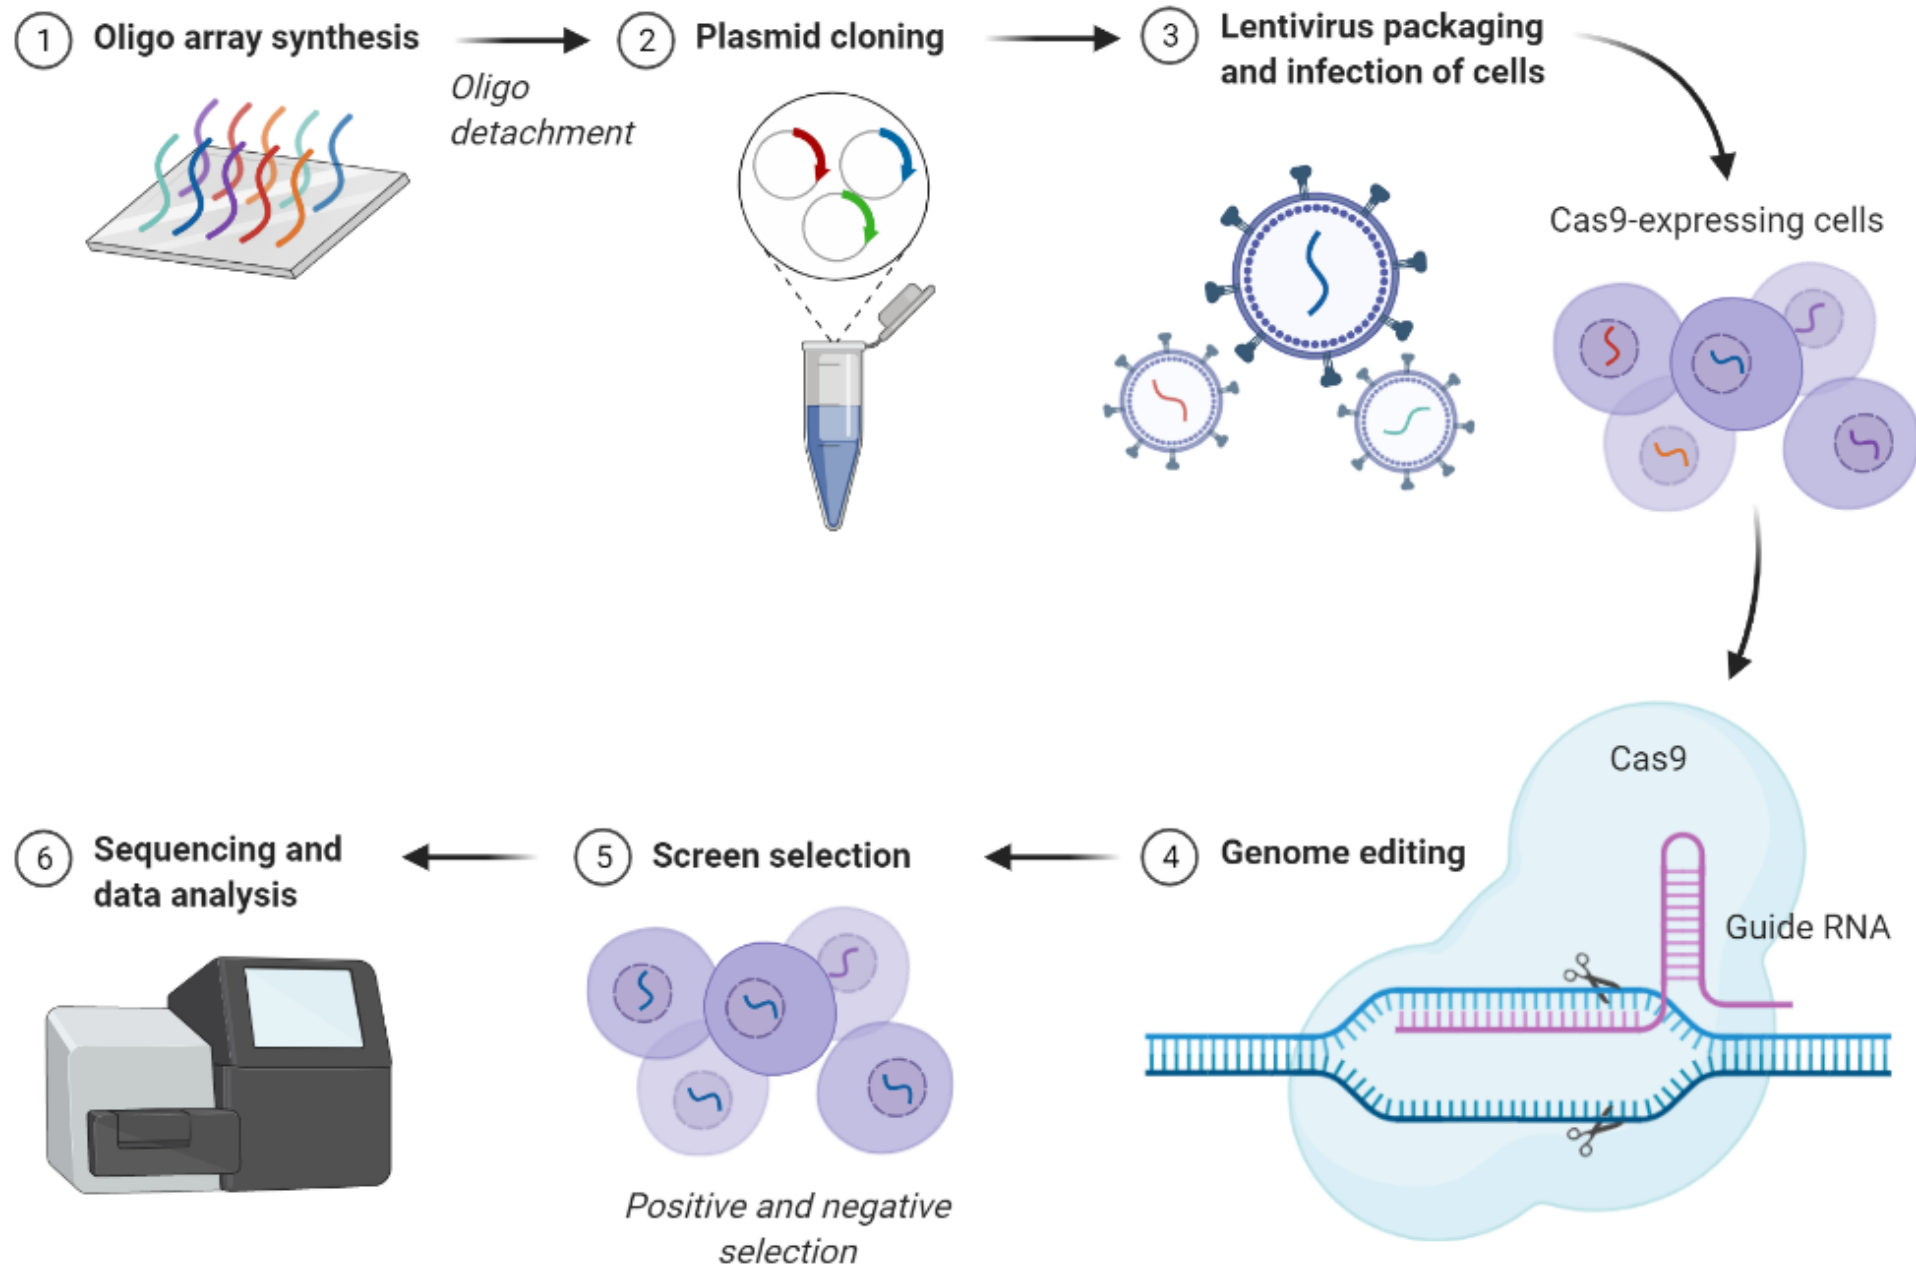 1 Oligo array synthesis
Oligo
detachment
2 Plasmid cloning
3 Lentivirus packaging
and infection of cells
Cas9-expressing cells
Cas9
Guide RNA
4 Genome editing
5 Screen selection
Positive and negative
selection
6 Sequencing and
data analysis